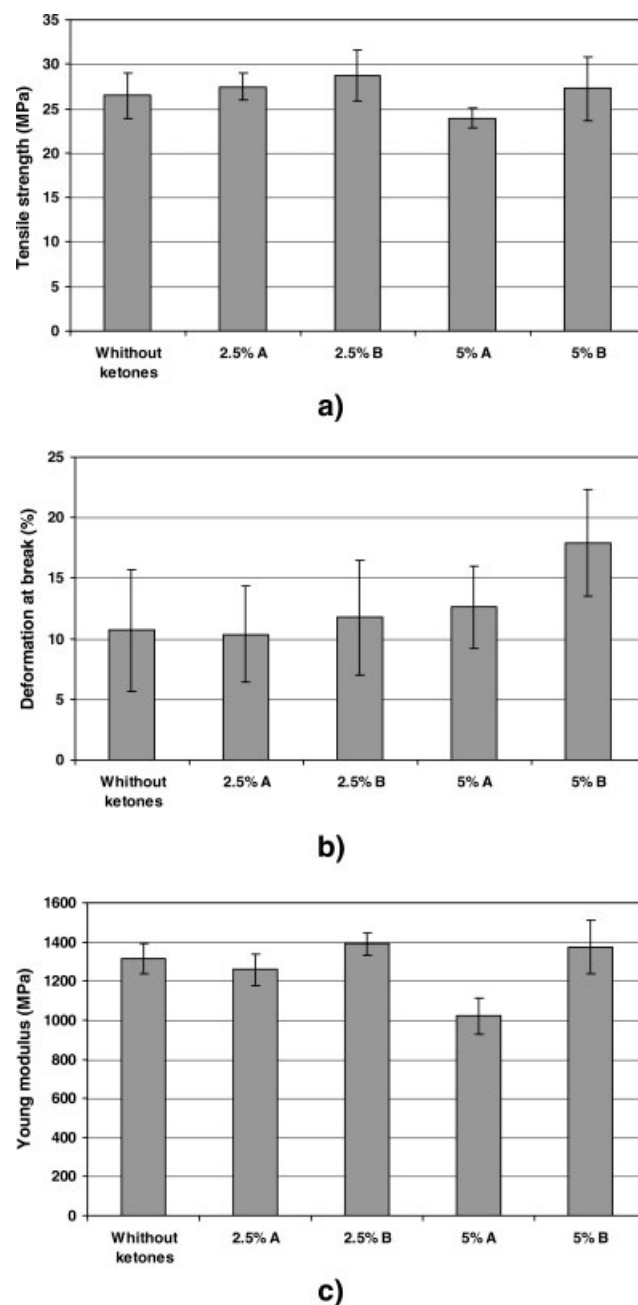 Tensile strength (MPa)
35
30
25
20
15
10
5
0
Whithout
ketones
2.5% A
2.5% B
5% A
5% B
a)
Deformation at break (%)
25
20
15
10
5
0
Whithout
ketones
2.5% A
2.5% B
5% A
5% B
b)
Young modulus (MPa)
1600
1400
1200
1000
800
600
400
200
0
Whithout
ketones
2.5% A
2.5% B
5% A
5% B
c)